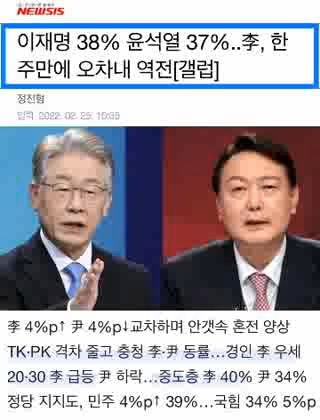 NEWSIS
이재명 38% 윤석열 37%..李, 한
주만에 오차내 역전[갤럽]
정진형
입력 2022. 02. 25. 10:39
李 4%p↑ 尹 4%p↓교차하며 안갯속 혼전 양상
TK·PK 격차 줄고 충청 李·尹 동률…경인 李 우세
20·30 李 급등 尹 하락…중도층 李 40% 尹 34%
정당 지지도, 민주 4%p↑ 39%…국힘 34% 5%p